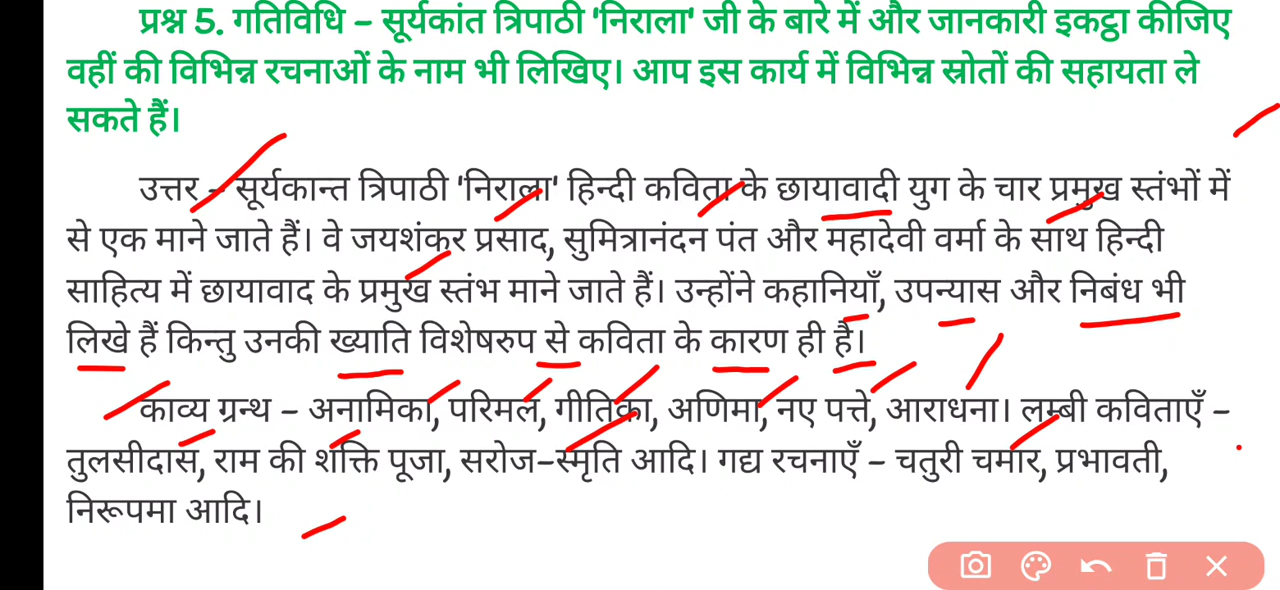 प्रश्न 5. गतिविधि – सूर्यकांत त्रिपाठी 'निराला' जी के बारे में और जानकारी इकट्ठा कीजिए
वहीं की विभिन्न रचनाओं के नाम भी लिखिए। आप इस कार्य में विभिन्न स्रोतों की सहायता ले
सकते हैं।
उत्तर – सूर्यकान्त त्रिपाठी 'निराला' हिन्दी कविता के छायावादी युग के चार प्रमुख स्तंभों में
से एक माने जाते हैं। वे जयशंकर प्रसाद, सुमित्रानंदन पंत और महादेवी वर्मा के साथ हिन्दी
साहित्य में छायावाद के प्रमुख स्तंभ माने जाते हैं। उन्होंने कहानियाँ, उपन्यास और निबंध भी
लिखे हैं किन्तु उनकी ख्याति विशेषरुप से कविता के कारण ही है।
काव्य ग्रन्थ – अनामिका, परिमल, गीतिका, अणिमा, नए पत्ते, आराधना। लम्बी कविताएँ –
तुलसीदास, राम की शक्ति पूजा, सरोज–स्मृति आदि। गद्य रचनाएँ – चतुरी चमार, प्रभावती,
निरूपमा आदि।